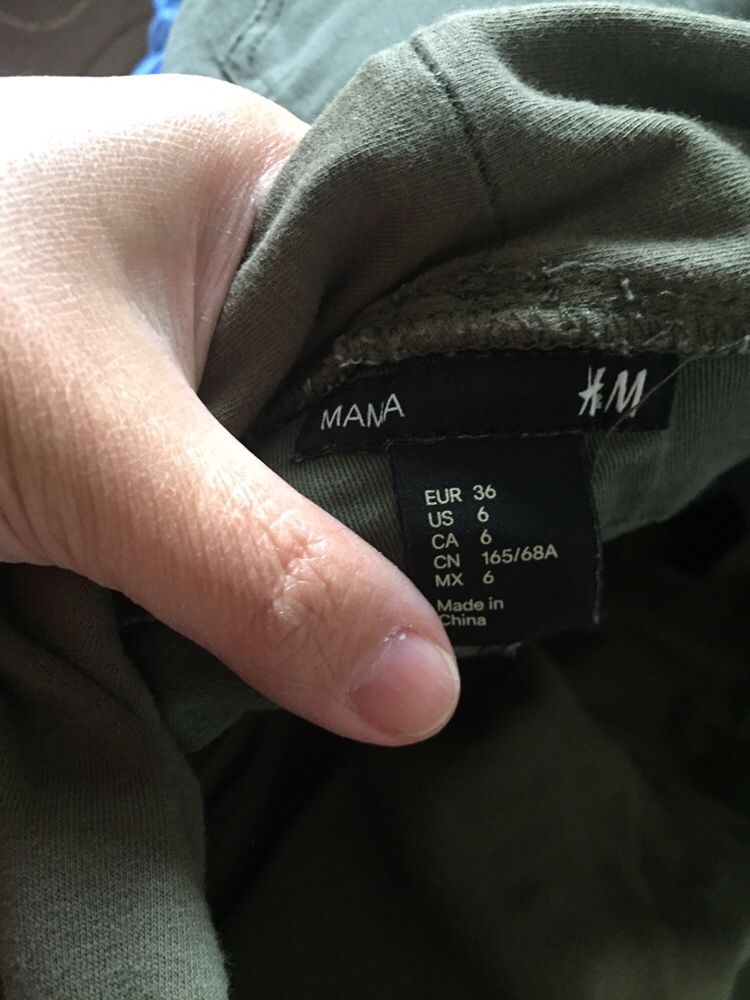 MAMA H&M
EUR 36
US 6
CA 6
CN 165/68A
MX 6
Made in
China